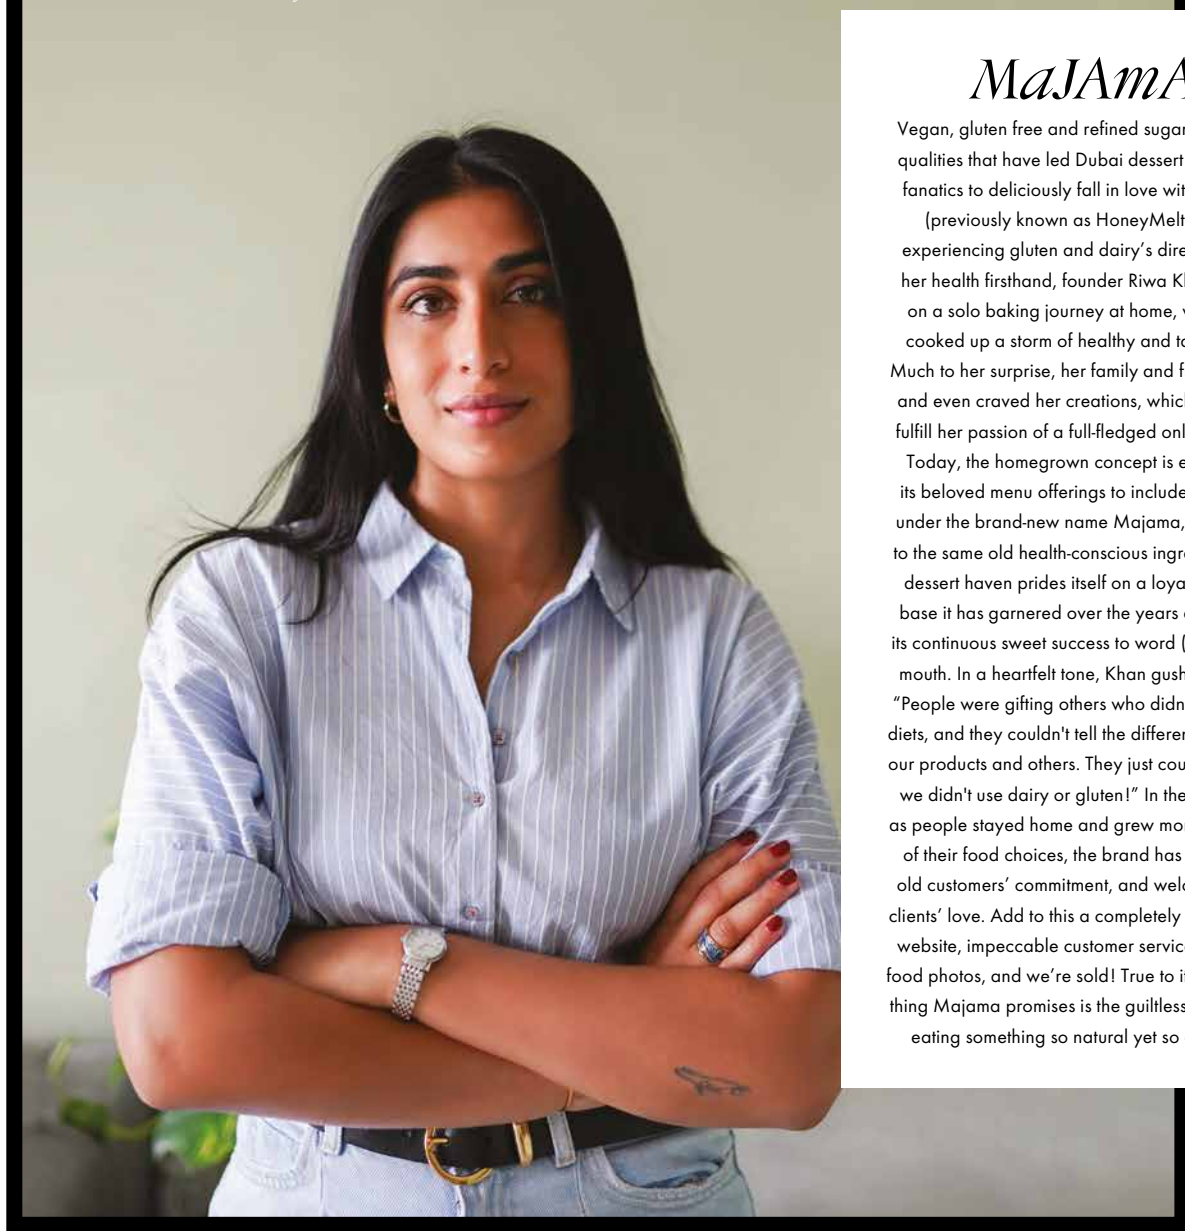 MaJAmA
Vegan, gluten free and refined sugar
qualities that have led Dubai dessert
fanatics to deliciously fall in love wit
(previously known as HoneyMelt
experiencing gluten and dairy’s dire
her health firsthand, founder Riwa Kh
on a solo baking journey at home,
cooked up a storm of healthy and ta
Much to her surprise, her family and f
and even craved her creations, which
fulfill her passion of a full-fledged onl
Today, the homegrown concept is e
its beloved menu offerings to include
under the brand-new name Majama,
to the same old health-conscious ingre
dessert haven prides itself on a loya
base it has garnered over the years
its continuous sweet success to word (
mouth. In a heartfelt tone, Khan gush
“People were gifting others who didn
diets, and they couldn't tell the differen
our products and others. They just cou
we didn't use dairy or gluten!” In the
as people stayed home and grew mor
of their food choices, the brand has
old customers’ commitment, and welc
clients’ love. Add to this a completely
website, impeccable customer service
food photos, and we’re sold! True to it
thing Majama promises is the guiltless
eating something so natural yet so